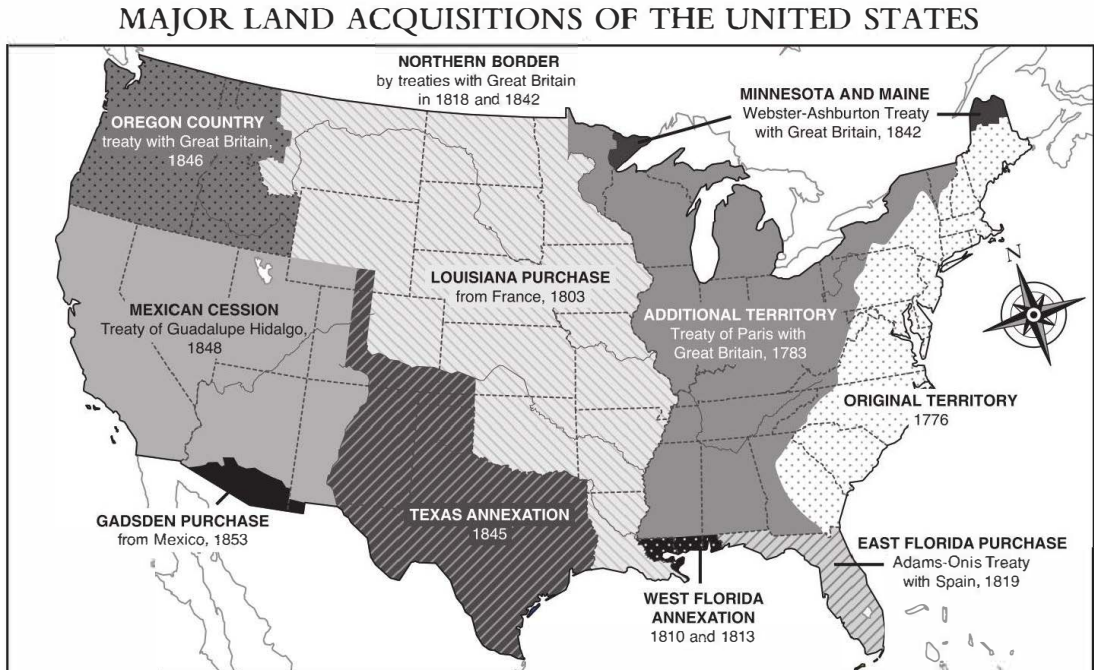 MAJOR LAND ACQUISITIONS OF THE UNITED STATES
NORTHERN BORDER
by treaties with Great Britain
in 1818 and 1842
MINNESOTA AND MAINE
Webster-Ashburton Treaty
with Great Britain, 1842
OREGON COUNTRY
treaty with Great Britain,
1846
N
LOUISIANA PURCHASE
from France, 1803
MEXICAN CESSION
Treaty of Guadalupe Hidalgo,
1848
ADDITIONAL TERRITORY
Treaty of Paris with
Great Britain, 1783
ORIGINAL TERRITORY
1776
GADSDEN PURCHASE
from Mexico, 1853
TEXAS ANNEXATION
1845
EAST FLORIDA PURCHASE
Adams-Onis Treaty
with Spain, 1819
WEST FLORIDA
ANNEXATION
1810 and 1813